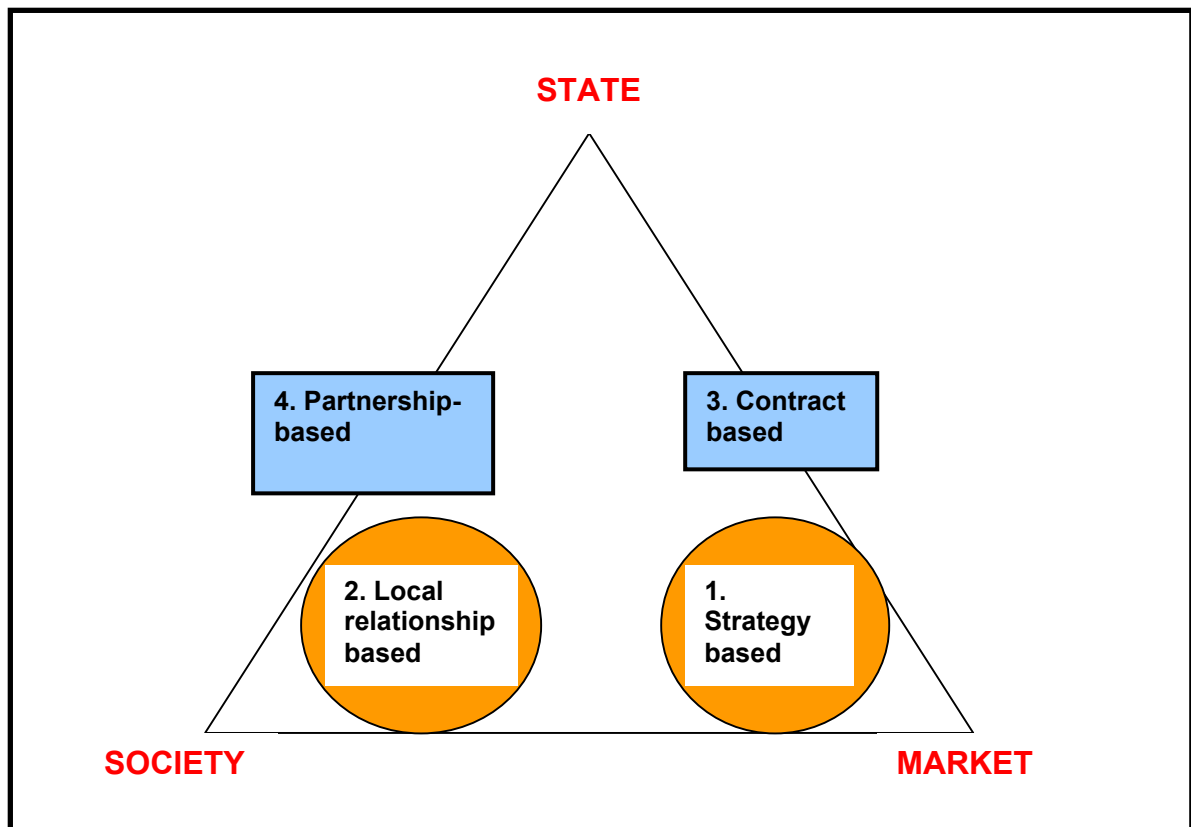 STATE
4. Partnership-
based
3. Contract
based
2. Local
relationship
based
1.
Strategy
based
SOCIETY
MARKET